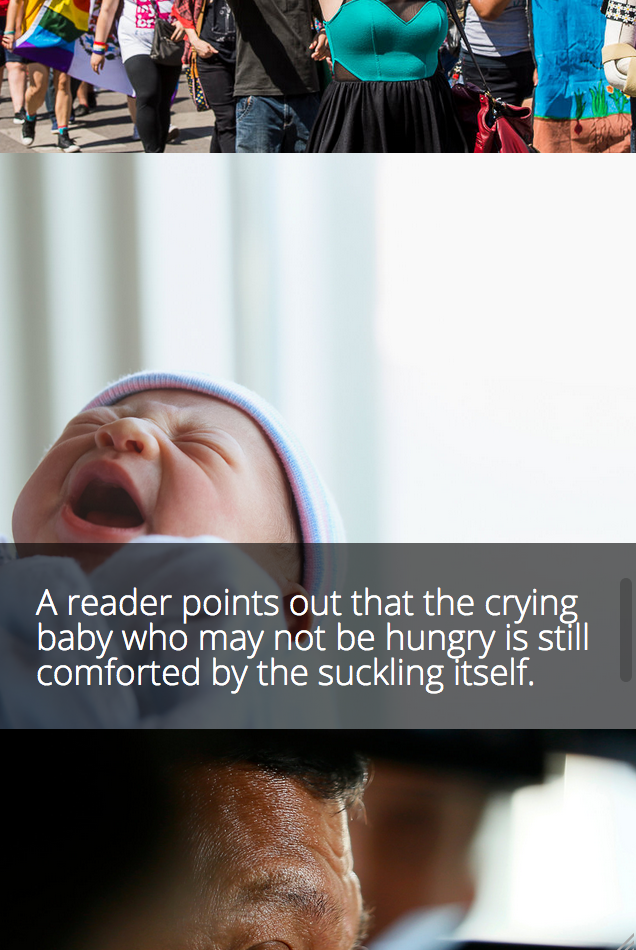 A reader points out that the crying
baby who may not be hungry is still
comforted by the suckling itself.